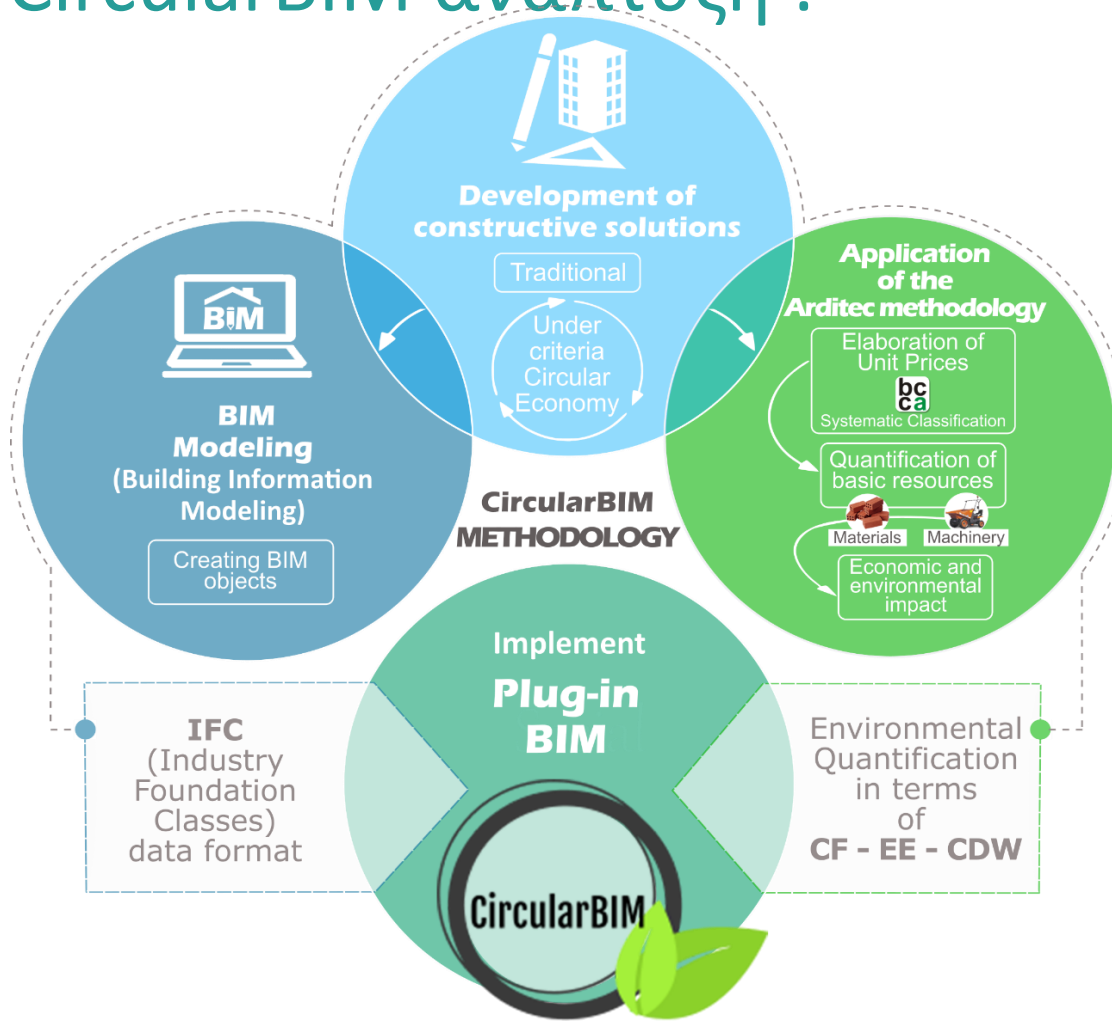 CircularBIM ανάπτυξη :
Development of
constructive solutions
Traditional
Under
criteria
Circular
Economy
BiM
BIM
Modeling
(Building Information
Modeling)
Creating BIM
objects
Application
of the
Arditec methodology
Elaboration of
Unit Prices
bc
ca
Systematic Classification
Quantification of
basic resources
Materials
Machinery
Economic and
environmental
impact
CircularBIM
METHODOLOGY
Implement
Plug-in
BIM
IFC
(Industry
Foundation
Classes)
data format
Environmental
Quantification
in terms
of
CF - EE - CDW
CircularBIM